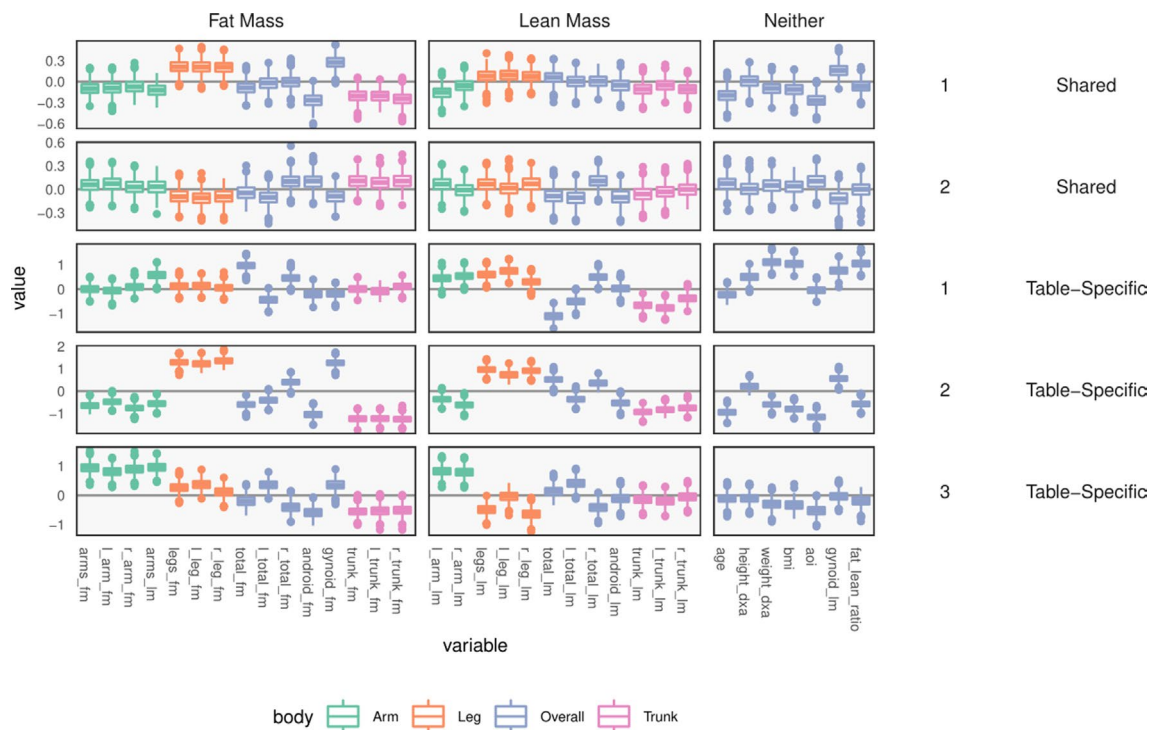 Fat Mass Lean Mass Neither
0.3
0.0
−0.3
−0.6
1 Shared
0.6
0.3
0.0
−0.3
2 Shared
1
0
−1
1 Table−Specific
2
1
0
−1
2 Table−Specific
1
0
−1
3 Table−Specific
value
arms_fm
l_arm_fm
r_arm_fm
arms_lm
legs_fm
l_leg_fm
r_leg_fm
total_fm
l_total_fm
r_total_fm
android_fm
gynoid_fm
trunk_fm
l_trunk_fm
r_trunk_fm
l_arm_lm
r_arm_lm
legs_lm
l_leg_lm
r_leg_lm
total_lm
l_total_lm
r_total_lm
android_lm
trunk_lm
l_trunk_lm
r_trunk_lm
age
height_dxa
weight_dxa
bmi
aoi
gynoid_lm
fat_lean_ratio
variable
body Arm Leg Overall Trunk